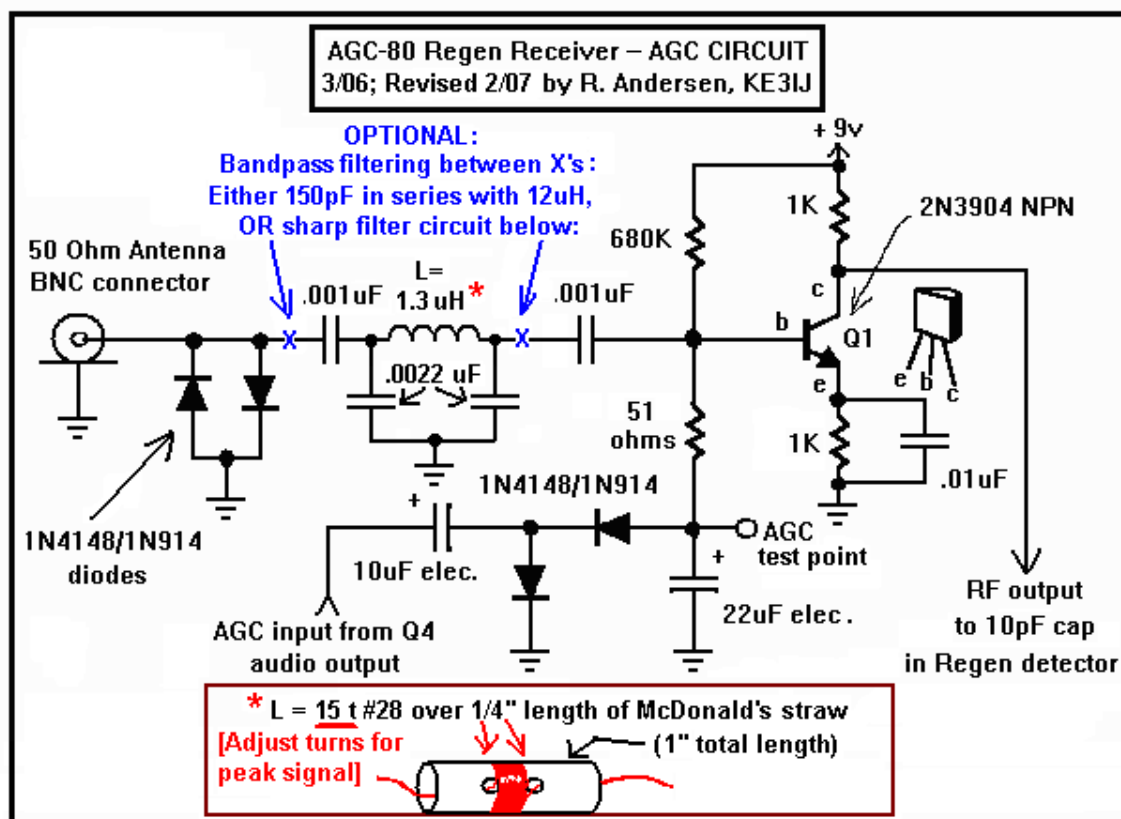 AGC-80 Regen Receiver – AGC CIRCUIT
3/06; Revised 2/07 by R. Andersen, KE3IJ
OPTIONAL:
Bandpass filtering between X's:
Either 150pF in series with 12uH,
OR sharp filter circuit below:
+ 9v
1K
2N3904 NPN
680K
50 Ohm Antenna
BNC connector
L=
1.3 uH *
.001uF
.001uF
c
X
X
b
Q1
e
b
c
.0022 uF
e
51
ohms
1K
.01uF
1N4148/1N914
+
1N4148/1N914
diodes
AGC
test point
10uF elec.
+
22uF elec.
RF output
to 10pF cap
in Regen detector
AGC input from Q4
audio output
* L = 15 t #28 over 1/4" length of McDonald's straw
[Adjust turns for
peak signal]
(1" total length)